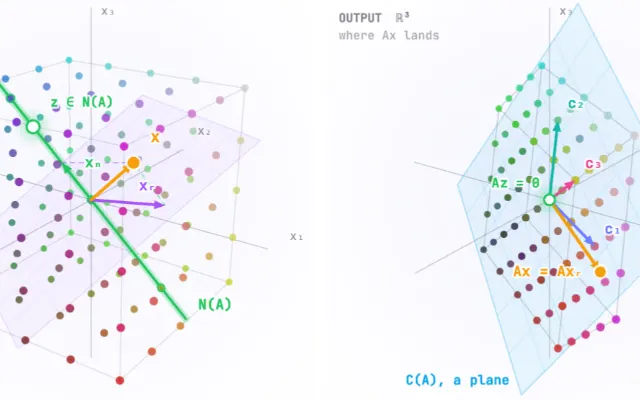 x₃
z ∈ N(A)
x₂
x
xₙ
xᵣ
x₁
N(A)
OUTPUT ℝ³
where Ax lands
x₃
c₂
c₃
Az = 0
c₁
Ax = Axᵣ
C(A), a plane